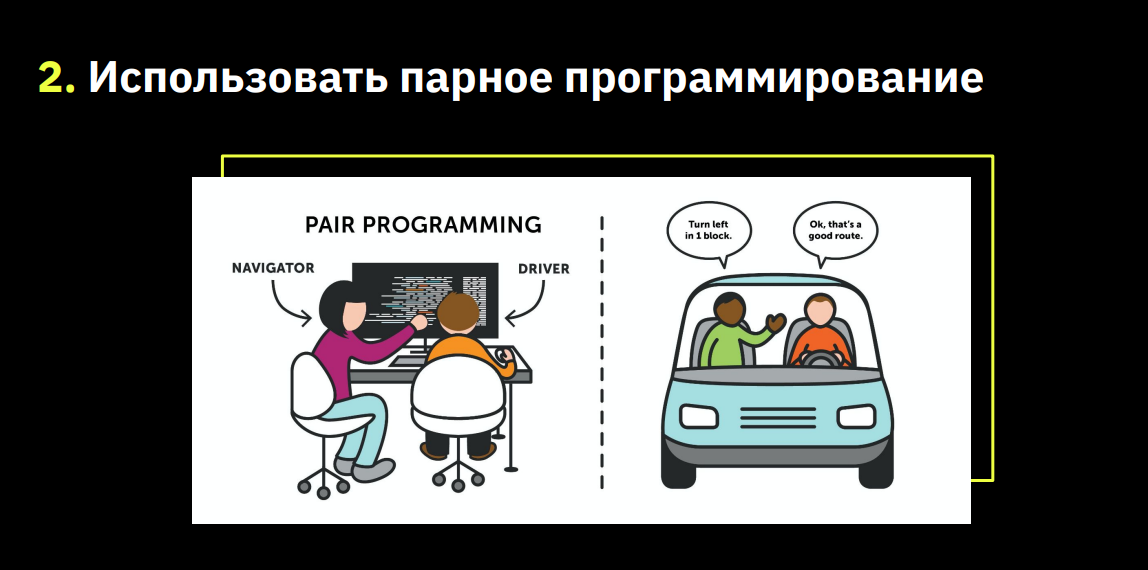 2. Использовать парное программирование
PAIR PROGRAMMING
NAVIGATOR
DRIVER
Turn left
in 1 block.
Ok, that's a
good route.